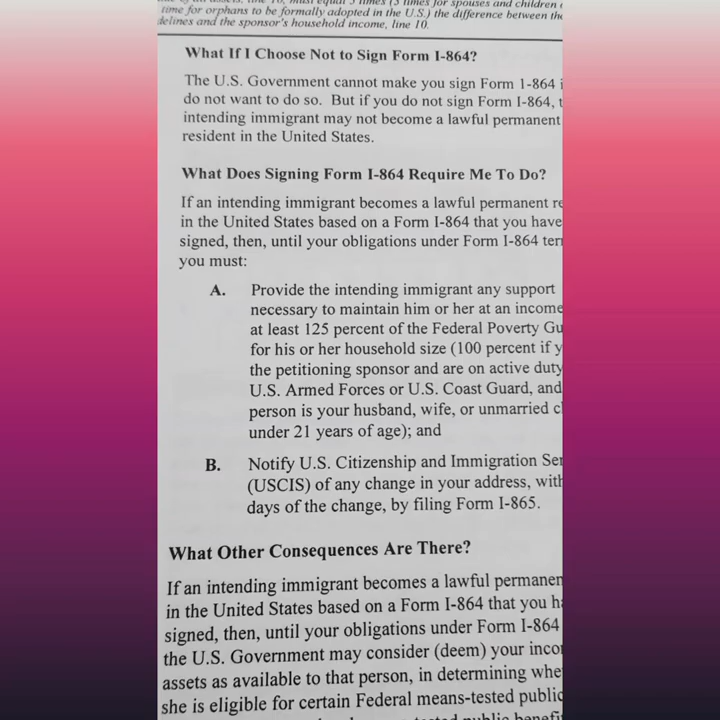 time for orphans to be formally adopted in the U.S.) the difference between the
delines and the sponsor's household income, line 10.
What If I Choose Not to Sign Form I-864?
The U.S. Government cannot make you sign Form 1-864 i
do not want to do so. But if you do not sign Form I-864, t
intending immigrant may not become a lawful permanent
resident in the United States.
What Does Signing Form I-864 Require Me To Do?
If an intending immigrant becomes a lawful permanent re
in the United States based on a Form I-864 that you have
signed, then, until your obligations under Form I-864 ter
you must:
A. Provide the intending immigrant any support
necessary to maintain him or her at an income
at least 125 percent of the Federal Poverty Gu
for his or her household size (100 percent if y
the petitioning sponsor and are on active duty
U.S. Armed Forces or U.S. Coast Guard, and
person is your husband, wife, or unmarried c
under 21 years of age); and
B. Notify U.S. Citizenship and Immigration Ser
(USCIS) of any change in your address, with
days of the change, by filing Form I-865.
What Other Consequences Are There?
If an intending immigrant becomes a lawful permanen
in the United States based on a Form I-864 that you ha
signed, then, until your obligations under Form I-864
the U.S. Government may consider (deem) your inco
assets as available to that person, in determining whe
she is eligible for certain Federal means-tested public
public benefi